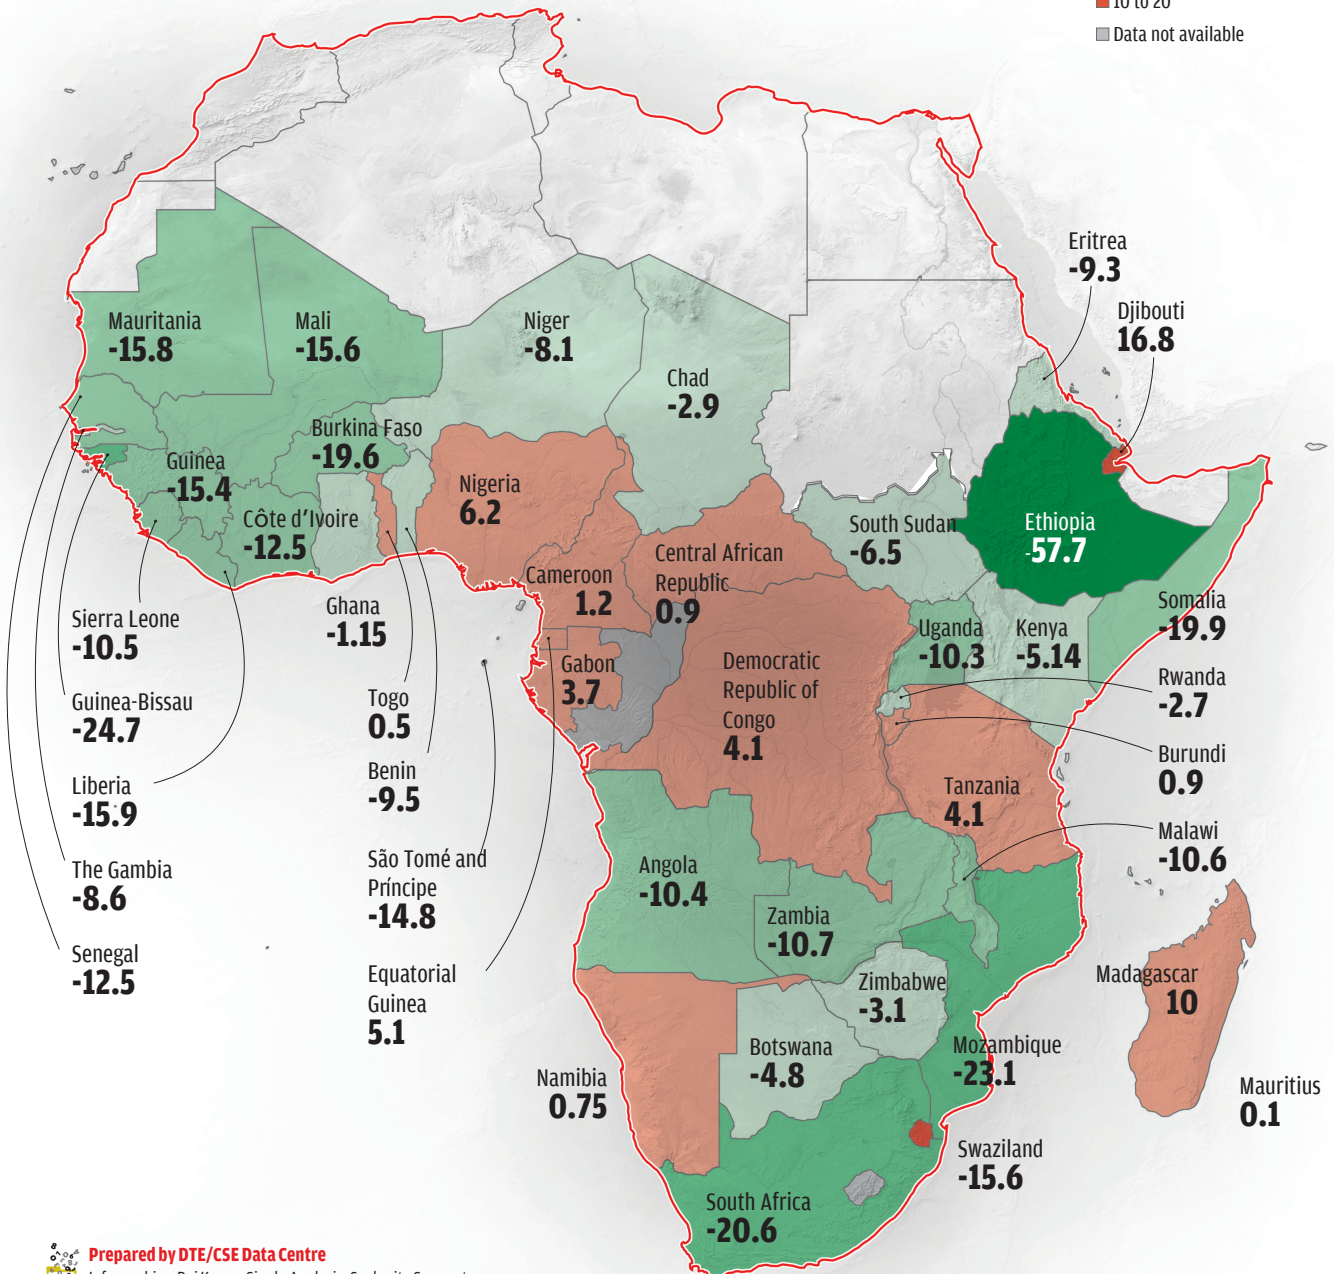 10 to 20
Data not available
Eritrea
-9.3
Djibouti
16.8
Mauritania
-15.8
Mali
-15.6
Niger
-8.1
Chad
-2.9
Burkina Faso
-19.6
Guinea
-15.4
Côte d'Ivoire
-12.5
Nigeria
6.2
South Sudan
-6.5
Ethiopia
-57.7
Central African
Republic
0.9
Cameroon
1.2
Ghana
-1.15
Sierra Leone
-10.5
Somalia
-19.9
Uganda
-10.3
Kenya
-5.14
Gabon
3.7
Democratic
Republic of
Congo
4.1
Rwanda
-2.7
Guinea-Bissau
-24.7
Togo
0.5
Burundi
0.9
Liberia
-15.9
Benin
-9.5
Tanzania
4.1
Malawi
-10.6
The Gambia
-8.6
São Tomé and
Príncipe
-14.8
Angola
-10.4
Zambia
-10.7
Senegal
-12.5
Equatorial
Guinea
5.1
Zimbabwe
-3.1
Madagascar
10
Botswana
-4.8
Mozambique
-23.1
Namibia
0.75
Mauritius
0.1
Swaziland
-15.6
South Africa
-20.6
Prepared by DTE/CSE Data Centre